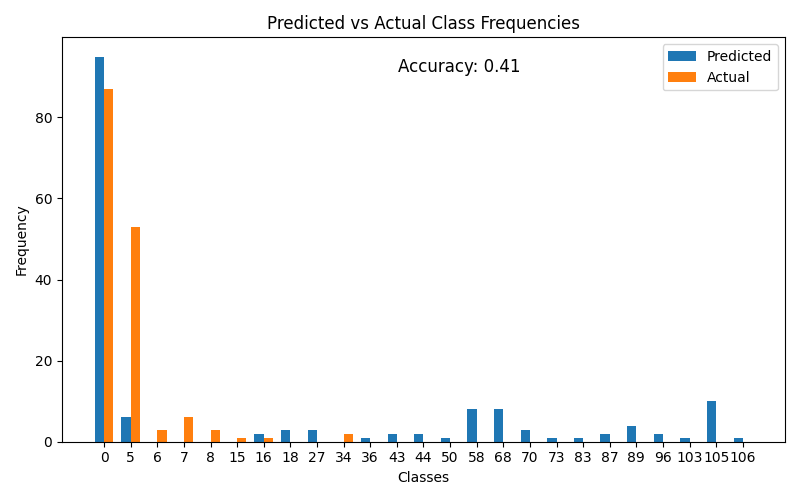 Predicted vs Actual Class Frequencies
Accuracy: 0.41
Predicted
Actual
Frequency
80
60
40
20
0
0 5 6 7 8 15 16 18 27 34 36 43 44 50 58 68 70 73 83 87 89 96 103 105 106
Classes